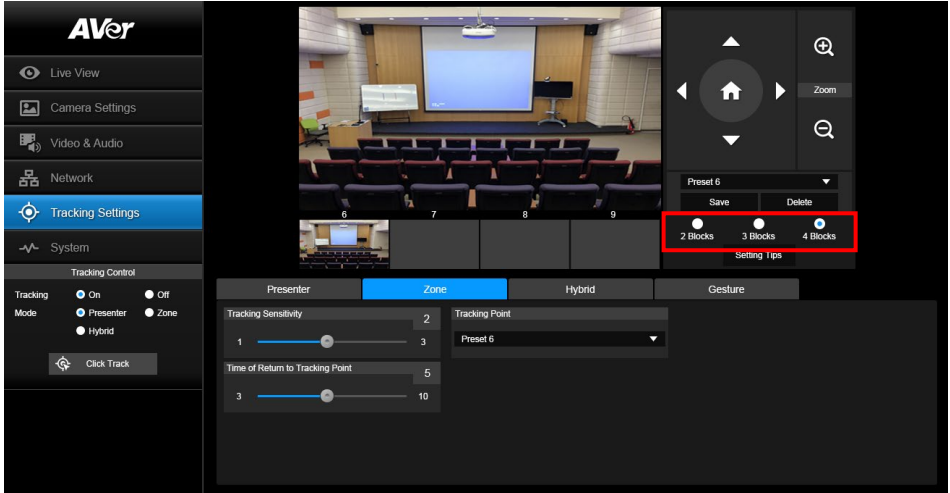 AVer
Live View
Camera Settings
Video & Audio
Network
Tracking Settings
System
Tracking Control
Tracking On Off
Mode Presenter Zone
Hybrid
Click Track
6 7 8 9
Zoom
Preset 6
Save Delete
2 Blocks 3 Blocks 4 Blocks
Setting Tips
Presenter Zone Hybrid Gesture
Tracking Sensitivity 2
1 3
Tracking Point
Preset 6
Time of Return to Tracking Point 5
3 10